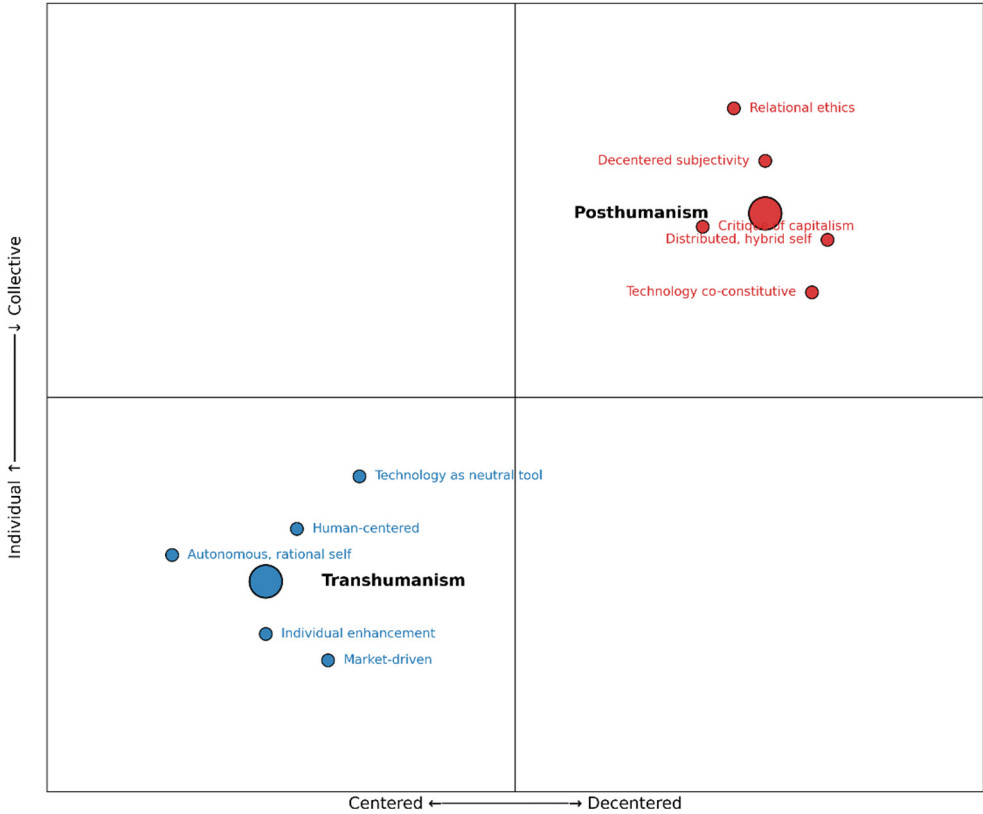 Relational ethics
Decentered subjectivity
Posthumanism
Critique of capitalism
Distributed, hybrid self
Technology co-constitutive
Individual ↑———↓ Collective
Technology as neutral tool
Human-centered
Autonomous, rational self
Transhumanism
Individual enhancement
Market-driven
Centered ←———→ Decentered